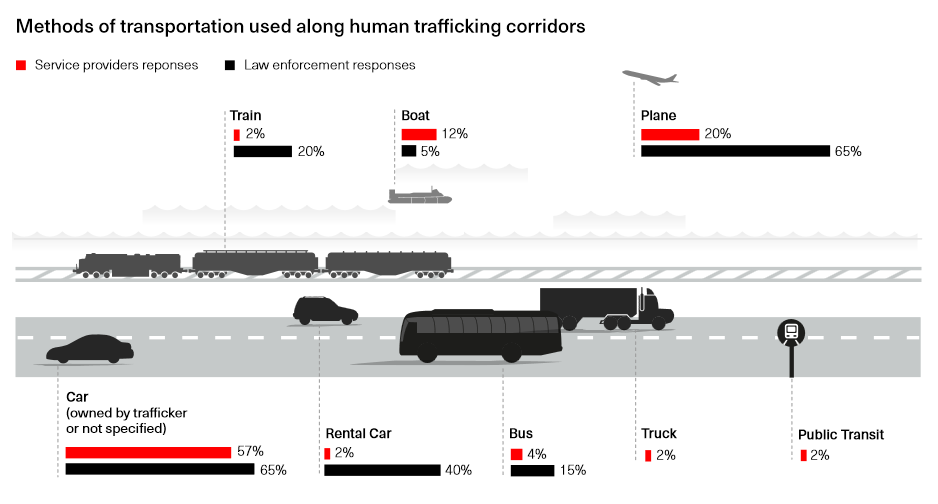 Methods of transportation used along human trafficking corridors
Service providers reponses
Law enforcement responses
Train
2%
20%
Boat
12%
5%
Plane
20%
65%
Car
(owned by trafficker
or not specified)
57%
65%
Rental Car
2%
40%
Bus
4%
15%
Truck
2%
Public Transit
2%